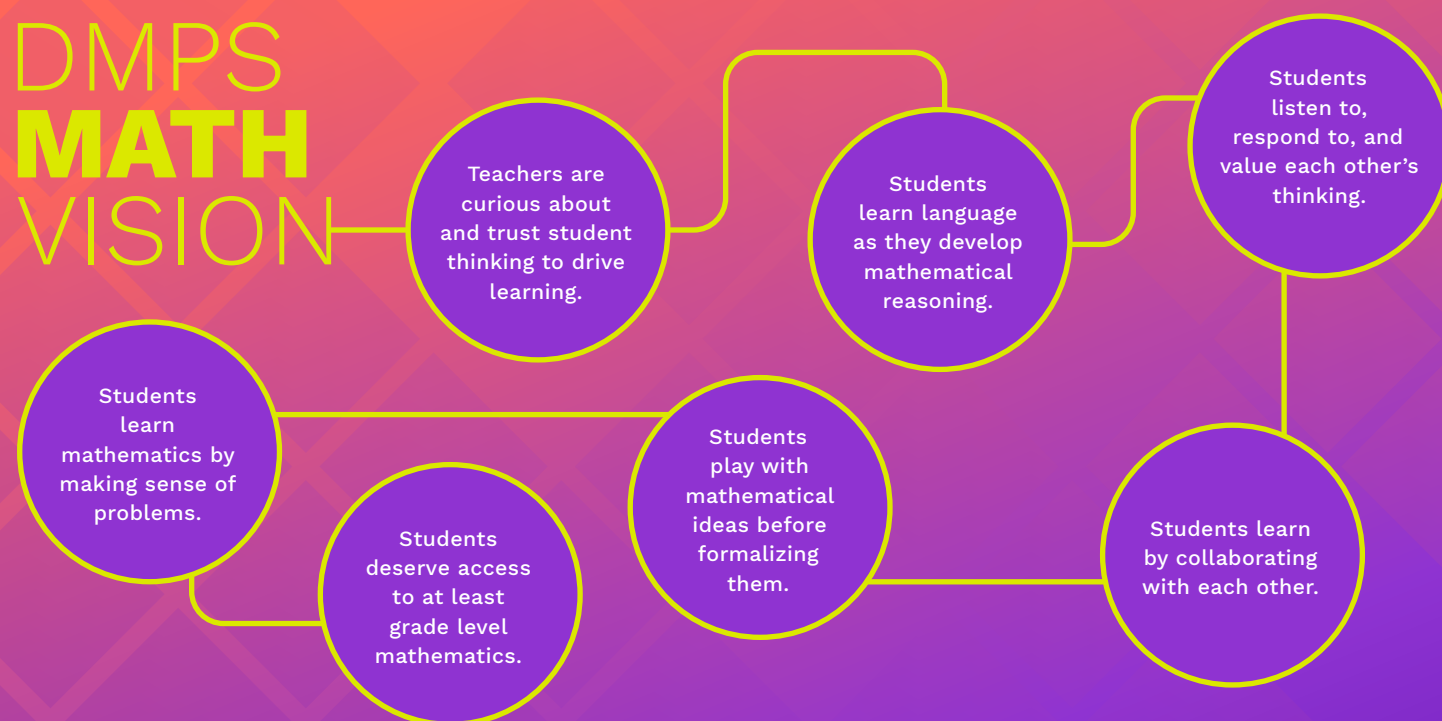 DMPS
MATH
VISION
Teachers are
curious about
and trust student
thinking to drive
learning.
Students
learn language
as they develop
mathematical
reasoning.
Students
listen to,
respond to, and
value each other’s
thinking.
Students learn
by collaborating
with each other.
Students
play with
mathematical
ideas before
formalizing
them.
Students
learn
mathematics by
making sense of
problems.
Students
deserve access
to at least
grade level
mathematics.